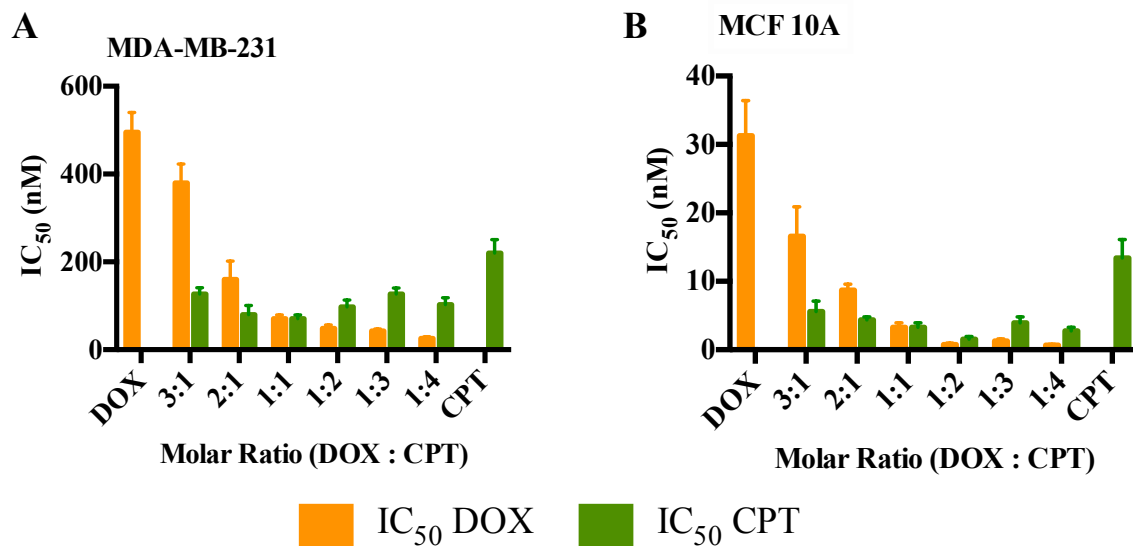 A
MDA-MB-231
IC50 (nM)
600
400
200
0
DOX
3:1
2:1
1:1
1:2
1:3
1:4
CPT
Molar Ratio (DOX : CPT)
B
MCF 10A
IC50 (nM)
40
30
20
10
0
DOX
3:1
2:1
1:1
1:2
1:3
1:4
CPT
Molar Ratio (DOX : CPT)
IC50 DOX
IC50 CPT